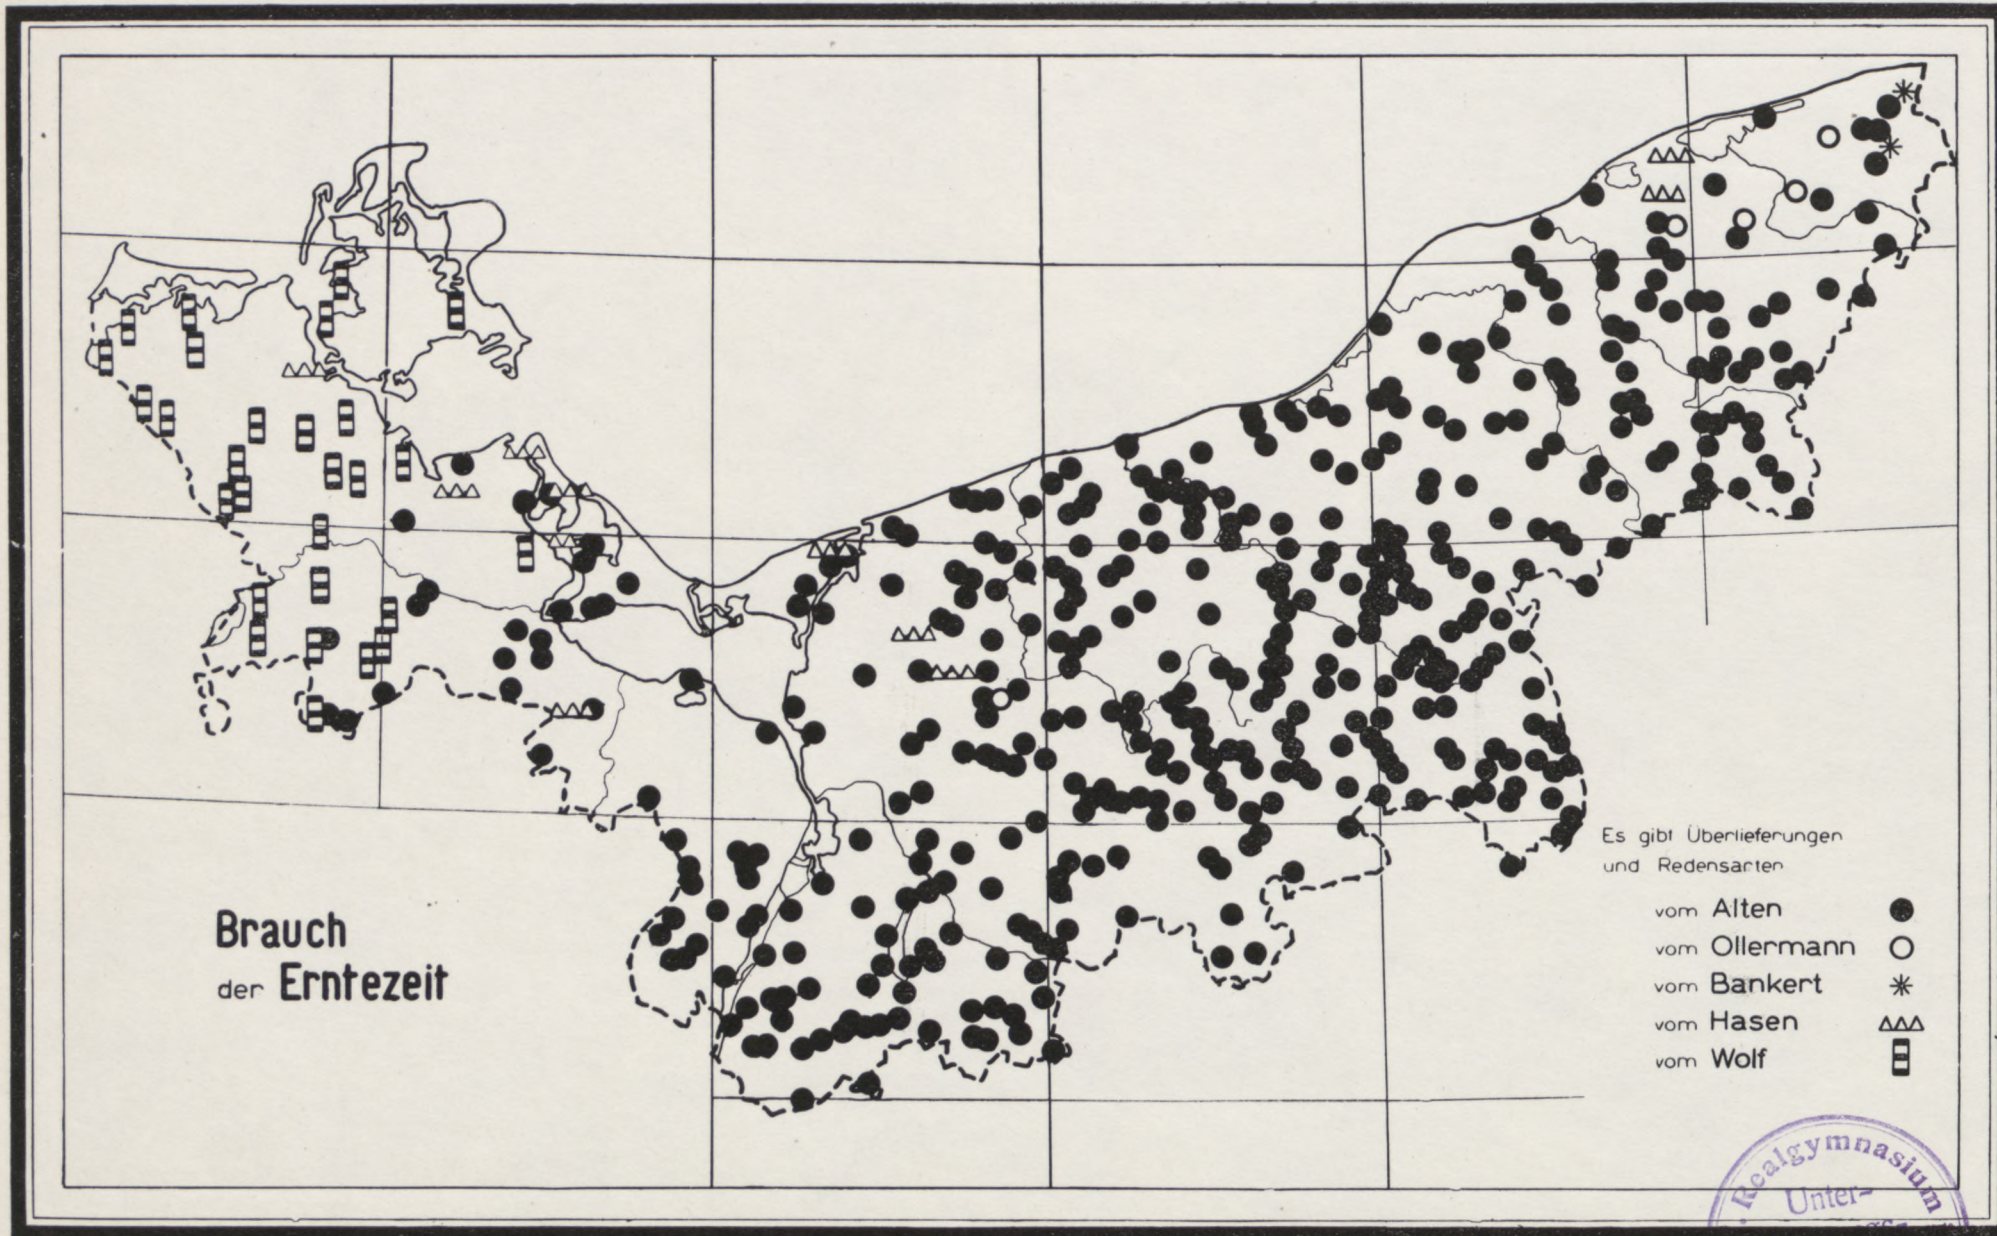 Brauch
der Erntezeit
Es gibt Überlieferungen
und Redensarten
vom Alten
vom Ollermann
vom Bankert
vom Hasen
vom Wolf
Realgymnasium
Unter-